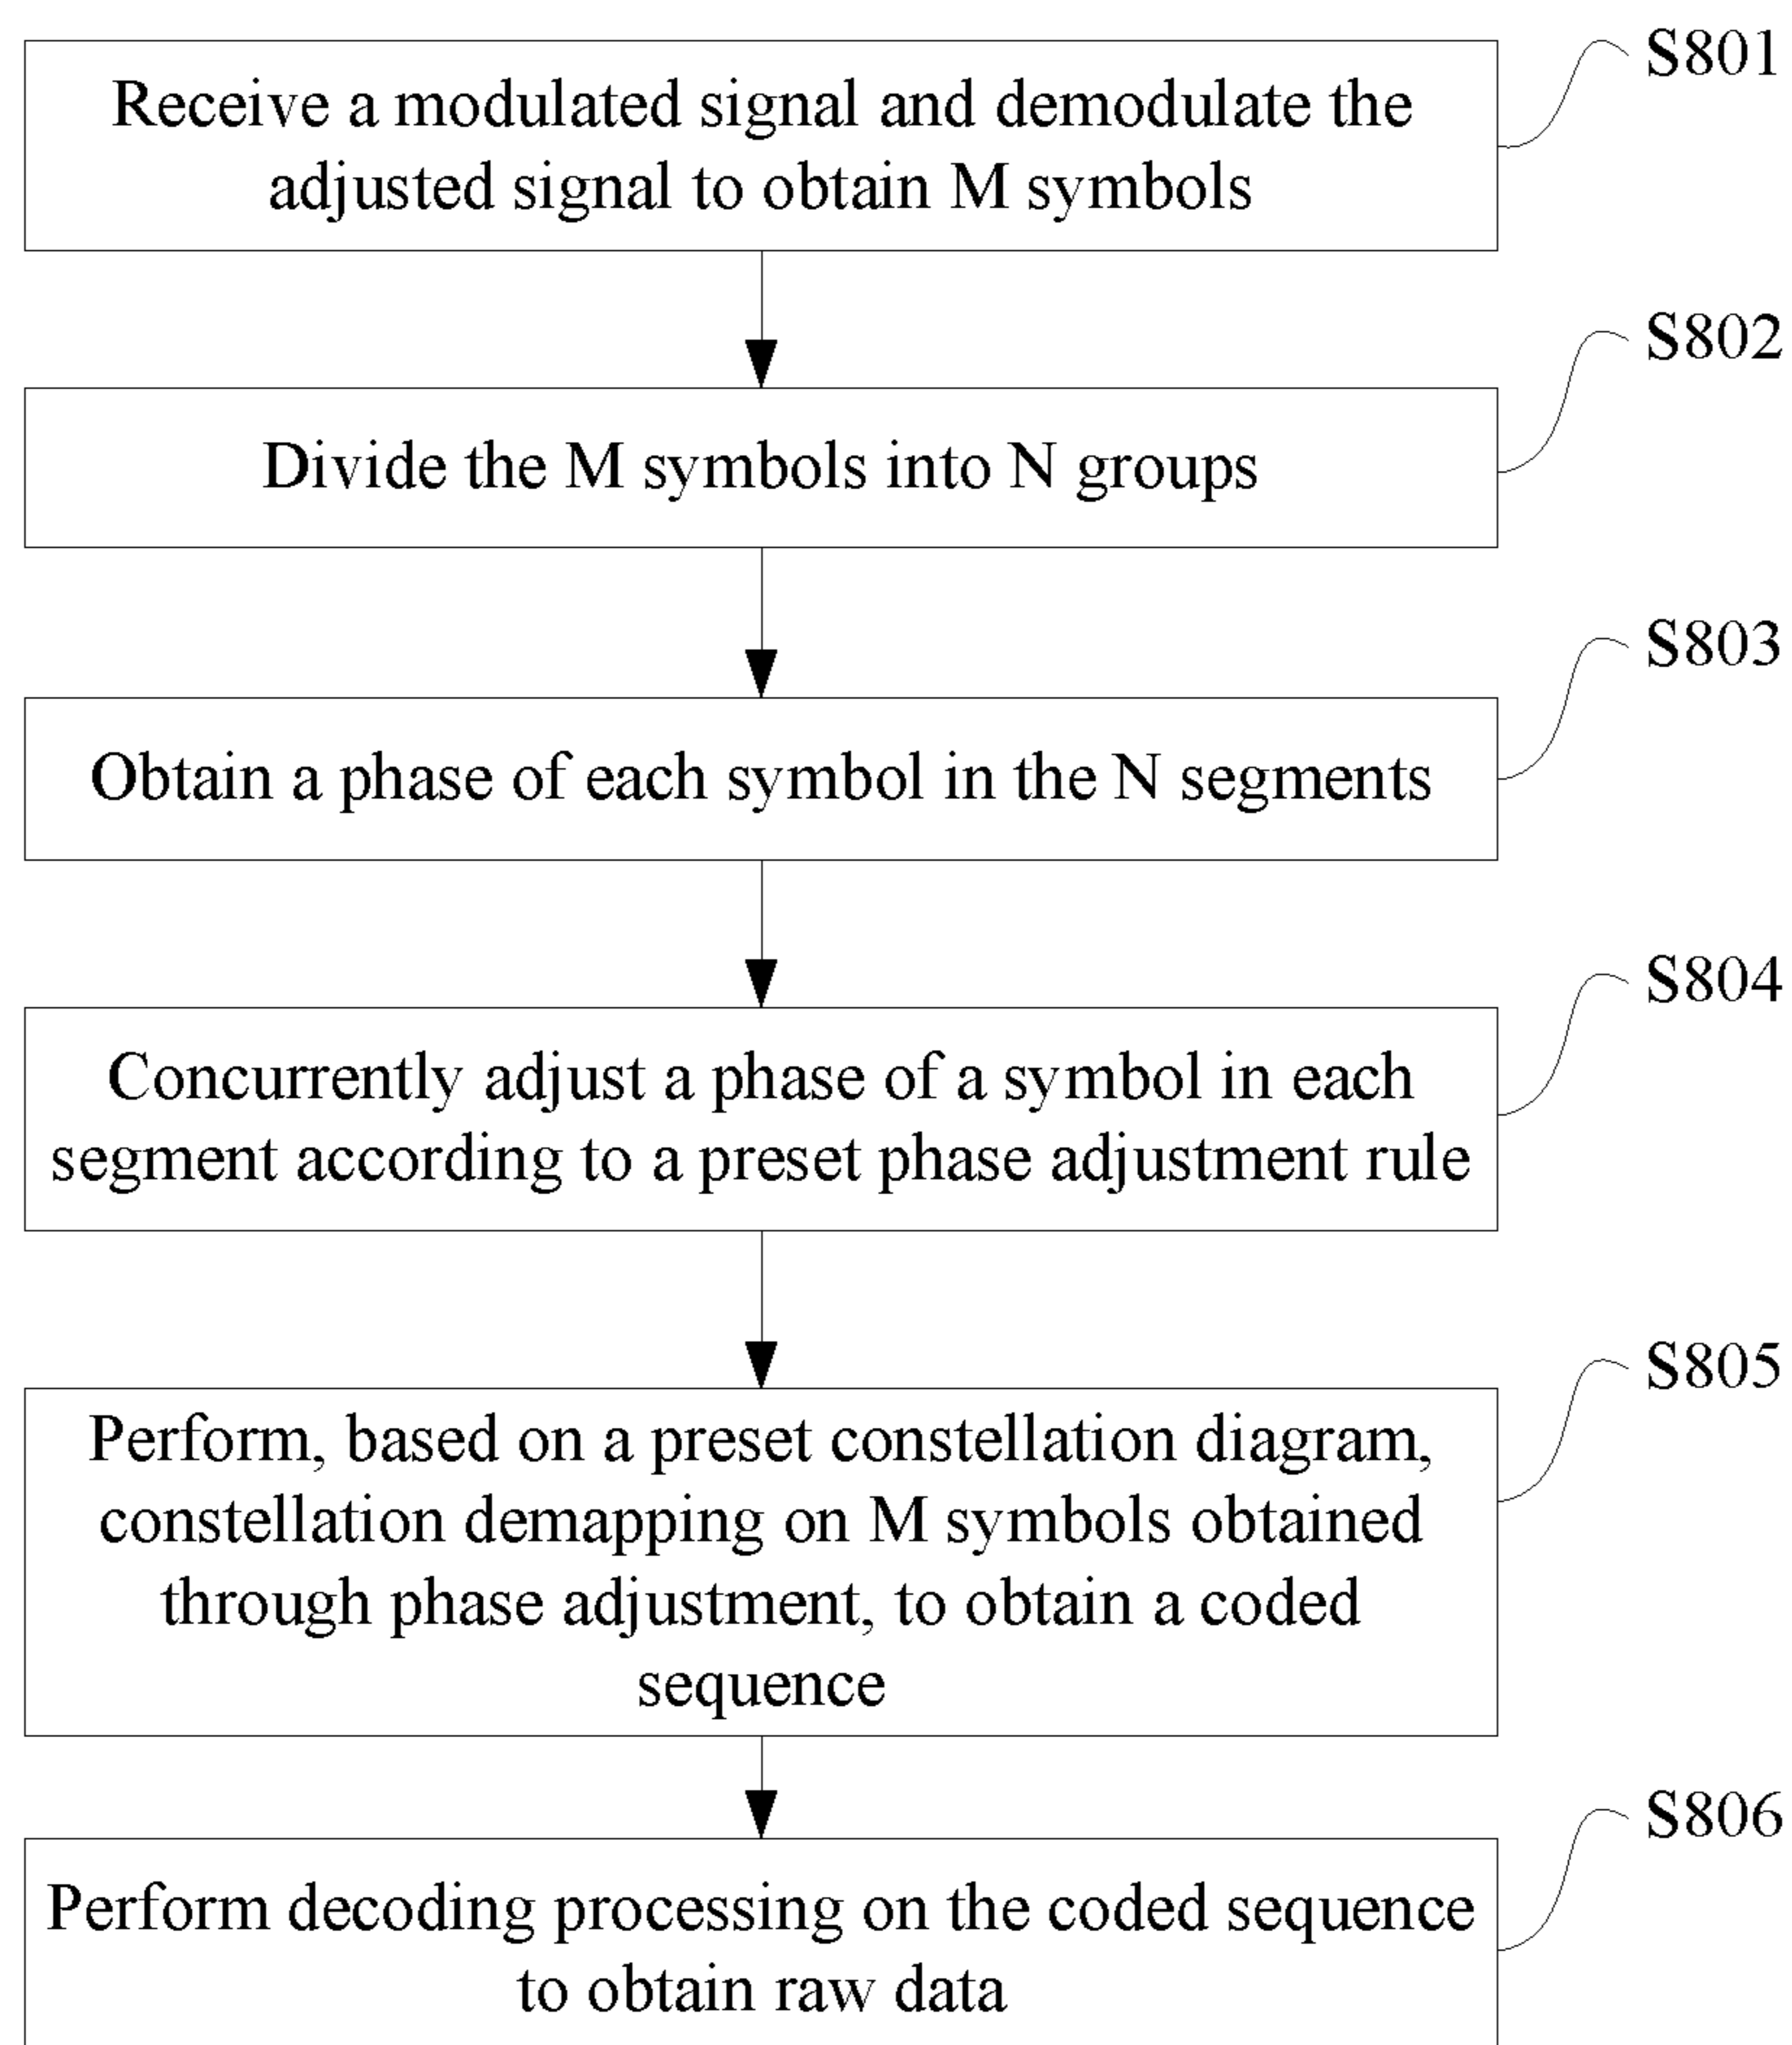 S801
Receive a modulated signal and demodulate the
adjusted signal to obtain M symbols
S802
Divide the M symbols into N groups
S803
Obtain a phase of each symbol in the N segments
S804
Concurrently adjust a phase of a symbol in each
segment according to a preset phase adjustment rule
S805
Perform, based on a preset constellation diagram,
constellation demapping on M symbols obtained
through phase adjustment, to obtain a coded
sequence
S806
Perform decoding processing on the coded sequence
to obtain raw data